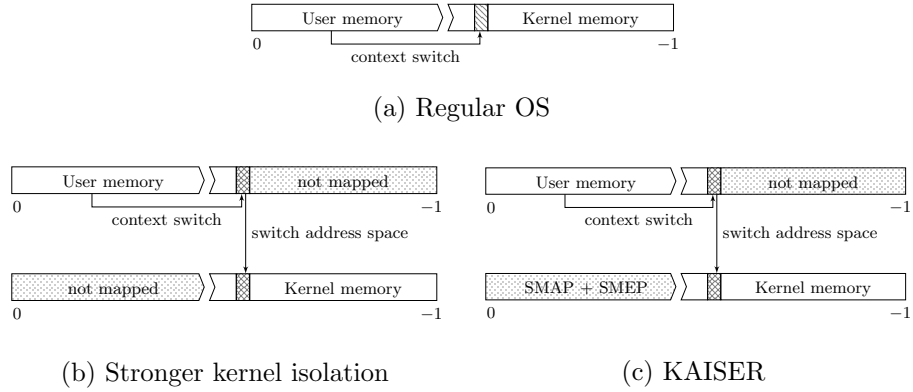 User memory Kernel memory
0 −1
context switch
(a) Regular OS
User memory not mapped
0 −1
context switch
switch address space
not mapped Kernel memory
0 −1
(b) Stronger kernel isolation
User memory not mapped
0 −1
context switch
switch address space
SMAP + SMEP Kernel memory
0 −1
(c) KAISER